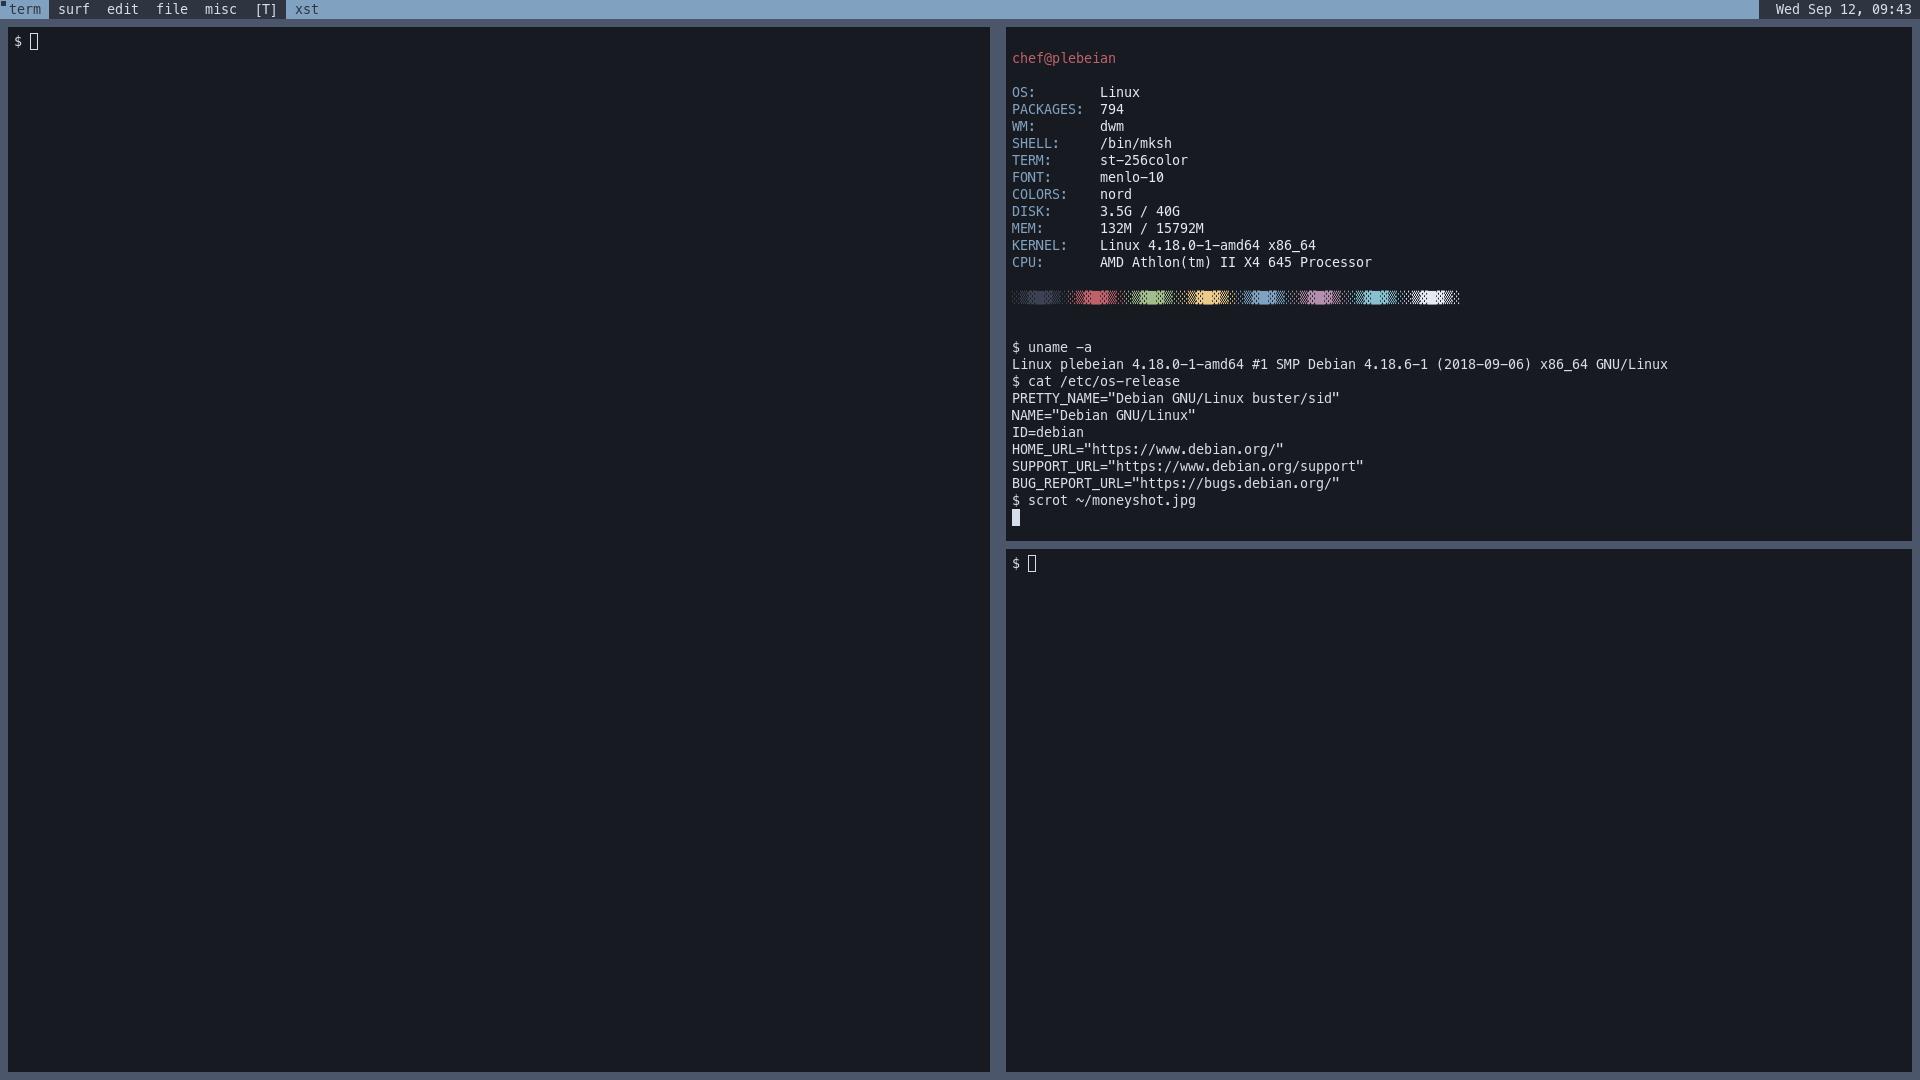 term surf edit file misc [T] xst Wed Sep 12, 09:43
$
chef@plebeian
OS: Linux
PACKAGES: 794
WM: dwm
SHELL: /bin/mksh
TERM: st-256color
FONT: menlo-10
COLORS: nord
DISK: 3.5G / 40G
MEM: 132M / 15792M
KERNEL: Linux 4.18.0-1-amd64 x86_64
CPU: AMD Athlon(tm) II X4 645 Processor
$ uname -a
Linux plebeian 4.18.0-1-amd64 #1 SMP Debian 4.18.6-1 (2018-09-06) x86_64 GNU/Linux
$ cat /etc/os-release
PRETTY_NAME="Debian GNU/Linux buster/sid"
NAME="Debian GNU/Linux"
ID=debian
HOME_URL="https://www.debian.org/"
SUPPORT_URL="https://www.debian.org/support"
BUG_REPORT_URL="https://bugs.debian.org/"
$ scrot ~/moneyshot.jpg
$